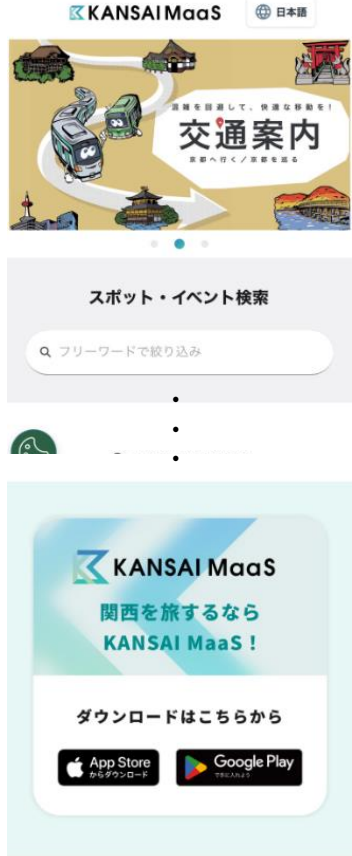 KANSAI MaaS
日本語
混雑を回避して、快適な移動を!
交通案内
京都へ行く／京都を巡る
スポット・イベント検索
フリーワードで絞り込み
KANSAI MaaS
関西を旅するなら
KANSAI MaaS！
ダウンロードはこちらから
App Store
からダウンロード
Google Play
で手に入れよう